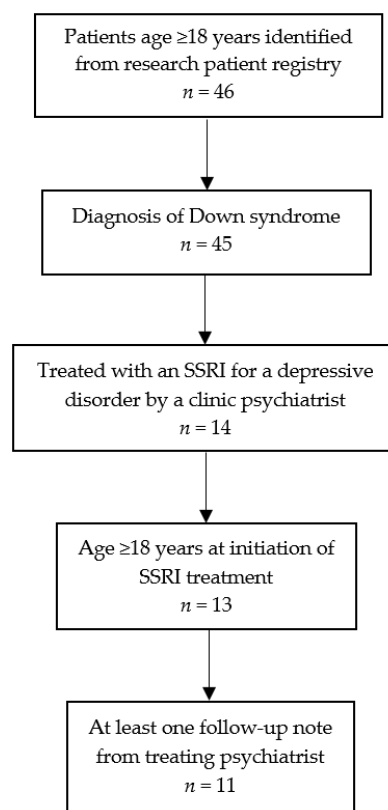 Patients age ≥18 years identified
from research patient registry
n = 46
Diagnosis of Down syndrome
n = 45
Treated with an SSRI for a depressive
disorder by a clinic psychiatrist
n = 14
Age ≥18 years at initiation of
SSRI treatment
n = 13
At least one follow-up note
from treating psychiatrist
n = 11